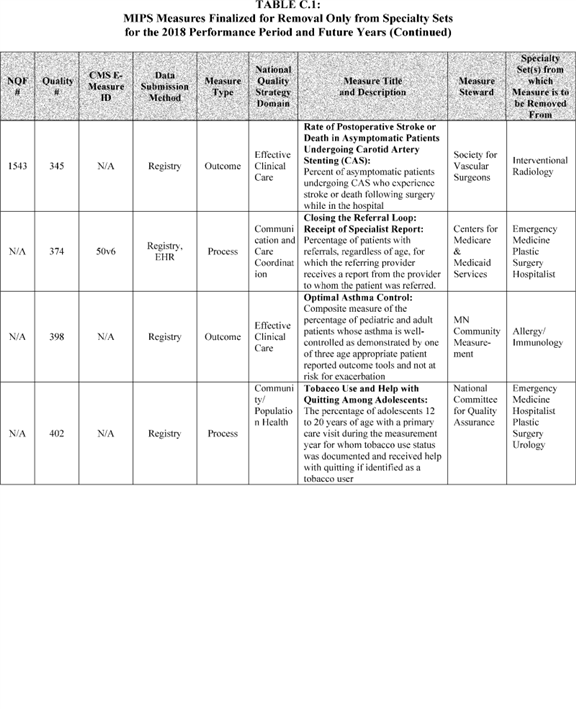 TABLE C.1:
MIPS Measures Finalized for Removal Only from Specialty Sets
for the 2018 Performance Period and Future Years (Continued)
NQF
#
Quality
#
CMS E-
Measure
ID
Data
Submission
Method
Measure
Type
National
Quality
Strategy
Domain
Measure Title
and Description
Measure
Steward
Specialty
Set(s) from
which
Measure is to
be Removed
From
1543
345
N/A
Registry
Outcome
Effective
Clinical
Care
Rate of Postoperative Stroke or
Death in Asymptomatic Patients
Undergoing Carotid Artery
Stenting (CAS):
Percent of asymptomatic patients
undergoing CAS who experience
stroke or death following surgery
while in the hospital
Society for
Vascular
Surgeons
Interventional
Radiology
N/A
374
50v6
Registry,
EHR
Process
Communi
cation and
Care
Coordinat
ion
Closing the Referral Loop:
Receipt of Specialist Report:
Percentage of patients with
referrals, regardless of age, for
which the referring provider
receives a report from the provider
to whom the patient was referred.
Centers for
Medicare
&
Medicaid
Services
Emergency
Medicine
Plastic
Surgery
Hospitalist
N/A
398
N/A
Registry
Outcome
Effective
Clinical
Care
Optimal Asthma Control:
Composite measure of the
percentage of pediatric and adult
patients whose asthma is well-
controlled as demonstrated by one
of three age appropriate patient
reported outcome tools and not at
risk for exacerbation
MN
Community
Measure-
ment
Allergy/
Immunology
N/A
402
N/A
Registry
Process
Communi
ty/
Populatio
n Health
Tobacco Use and Help with
Quitting Among Adolescents:
The percentage of adolescents 12
to 20 years of age with a primary
care visit during the measurement
year for whom tobacco use status
was documented and received help
with quitting if identified as a
tobacco user
National
Committee
for Quality
Assurance
Emergency
Medicine
Hospitalist
Plastic
Surgery
Urology